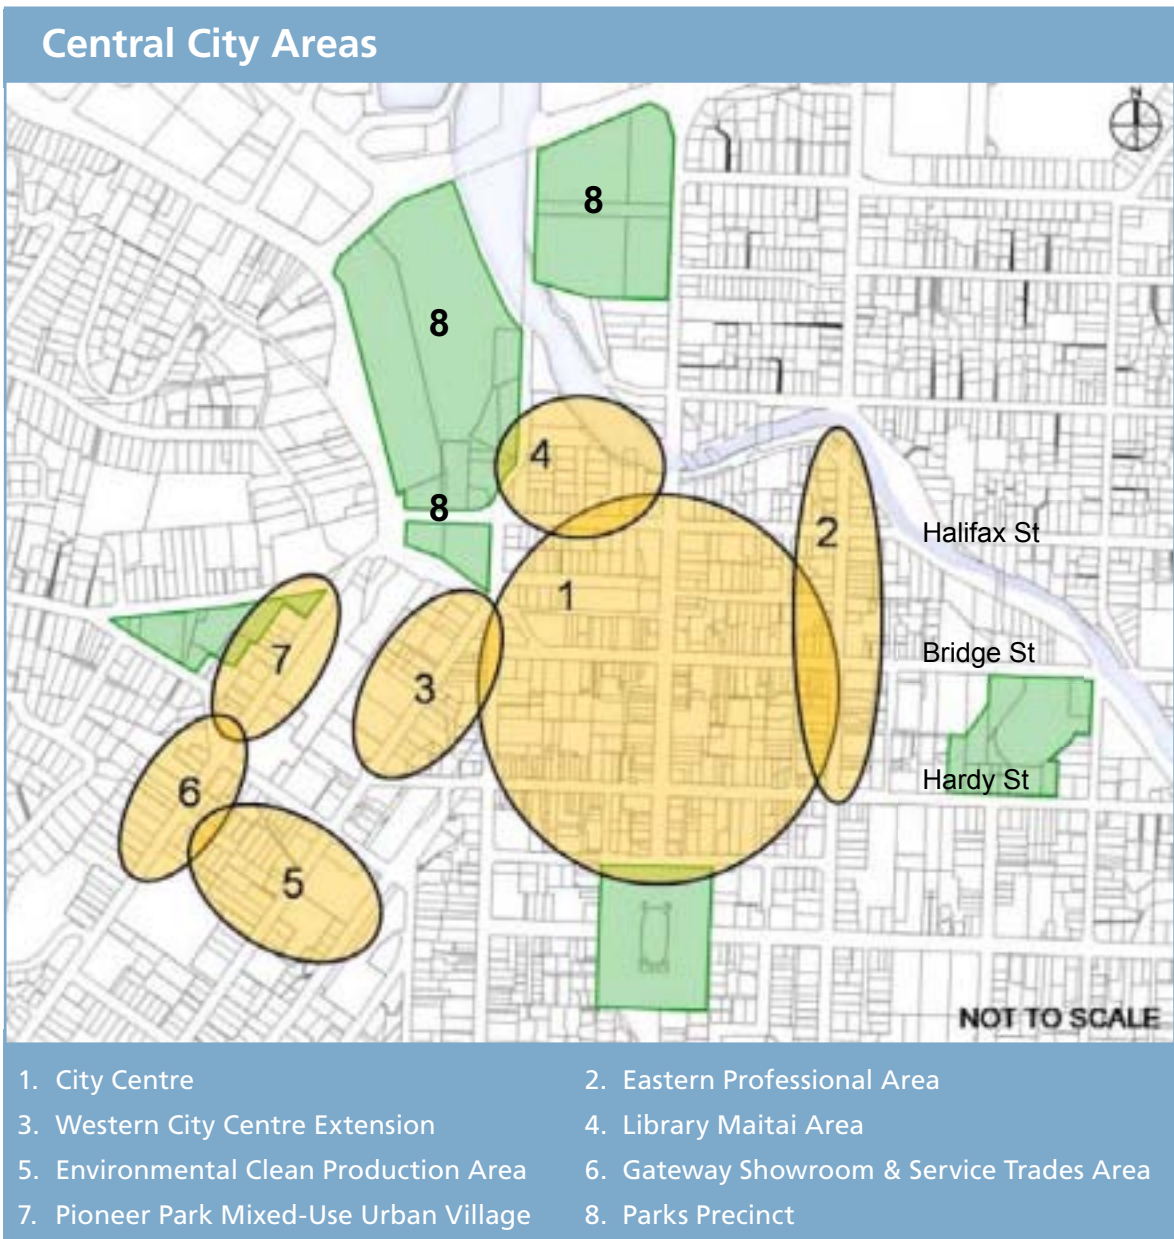 Central City Areas
N
8
8
4
8
2
Halifax St
1
Bridge St
7
3
6
Hardy St
5
NOT TO SCALE
1. City Centre
2. Eastern Professional Area
3. Western City Centre Extension
4. Library Maitai Area
5. Environmental Clean Production Area
6. Gateway Showroom & Service Trades Area
7. Pioneer Park Mixed-Use Urban Village
8. Parks Precinct